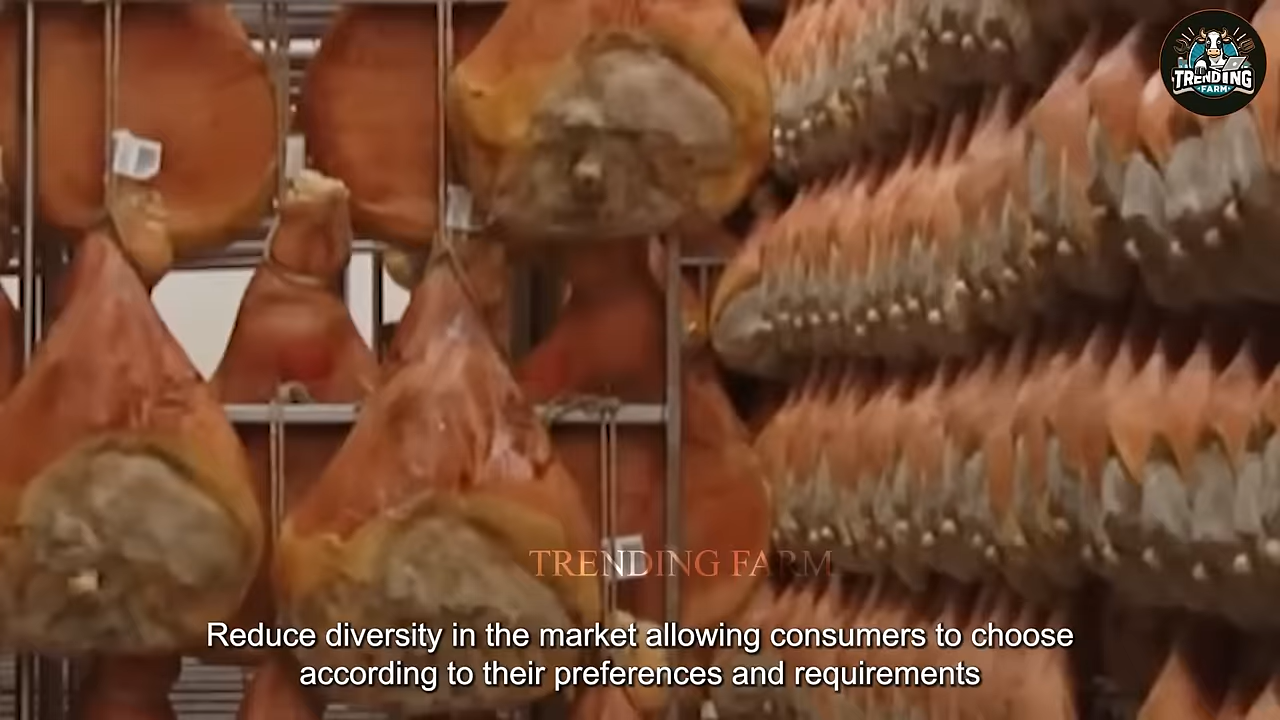 TRENDING
FARM
TRENDING FARM
Reduce diversity in the market allowing consumers to choose
according to their preferences and requirements